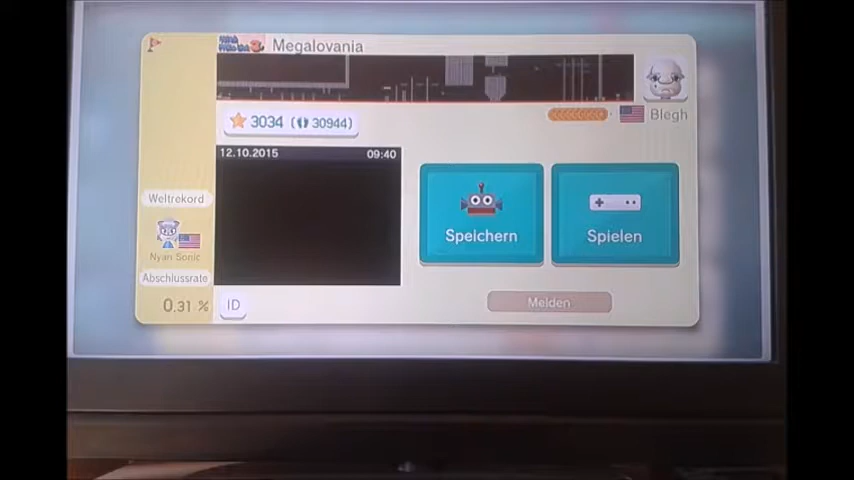 Megalovania
3034 (30944)
Blegh
12.10.2015 09:40
Weltrekord
Nyan Sonic
Abschlussrate
0.31 %
ID
Speichern
Spielen
Melden